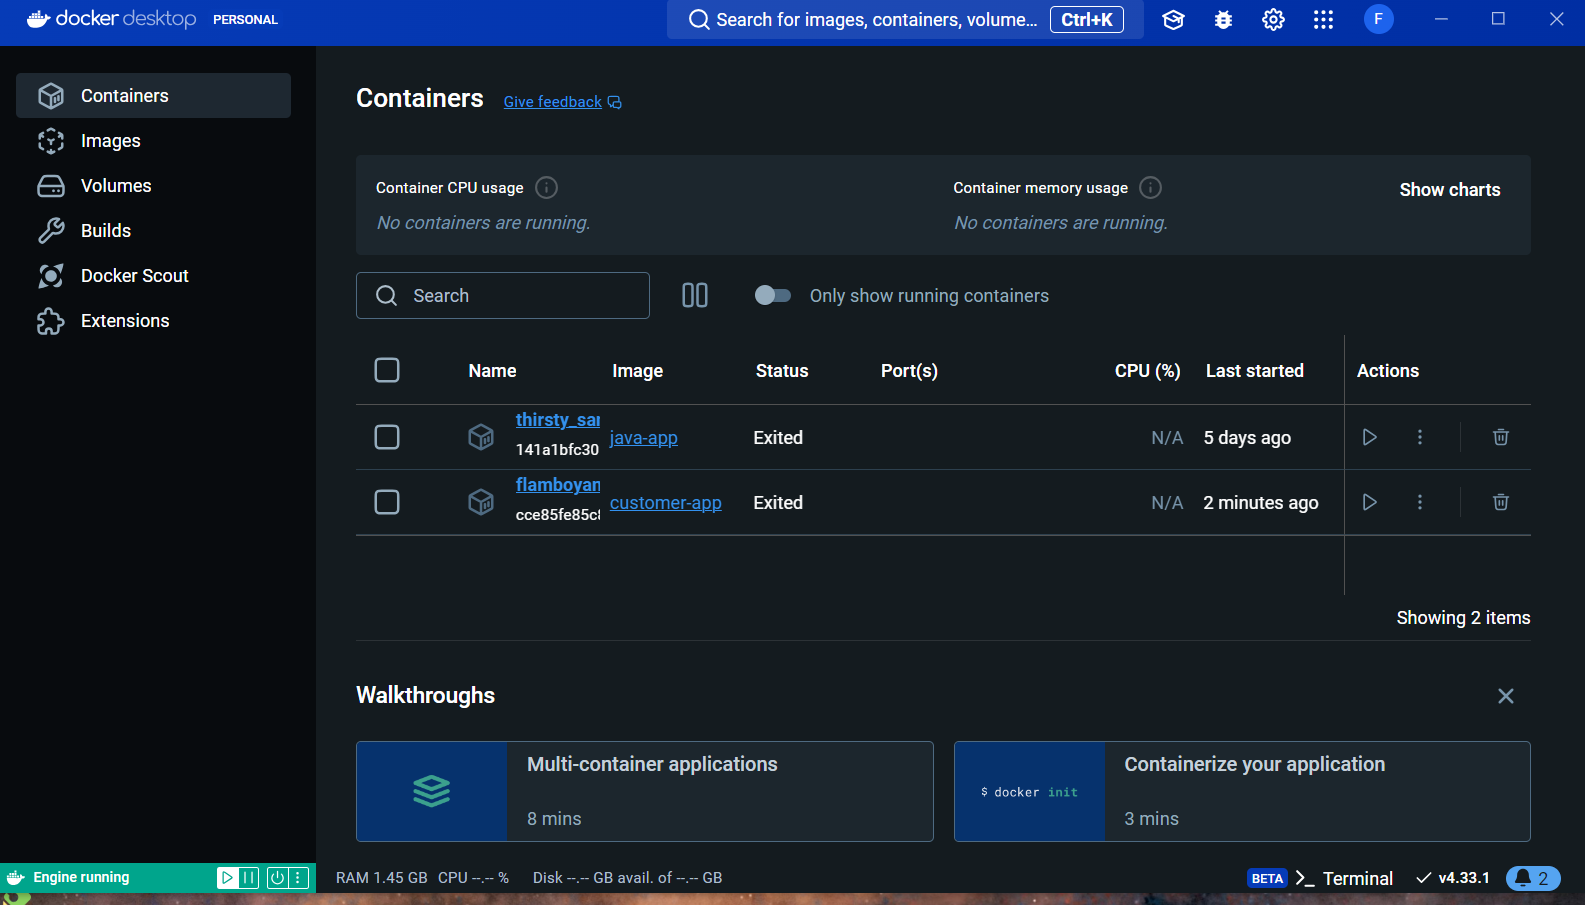 docker desktop PERSONAL
Search for images, containers, volume... Ctrl+K
F
Containers
Images
Volumes
Builds
Docker Scout
Extensions
Containers Give feedback
Container CPU usage
No containers are running.
Container memory usage
No containers are running.
Show charts
Search
Only show running containers
Name Image Status Port(s) CPU (%) Last started Actions
thirsty_sar
141a1bfc30
java-app Exited N/A 5 days ago
flamboyan
cce85fe85c
customer-app Exited N/A 2 minutes ago
Showing 2 items
Walkthroughs
Multi-container applications
8 mins
$ docker init
Containerize your application
3 mins
Engine running
RAM 1.45 GB CPU --.-- % Disk --.-- GB avail. of --.-- GB
BETA >_ Terminal v4.33.1 2